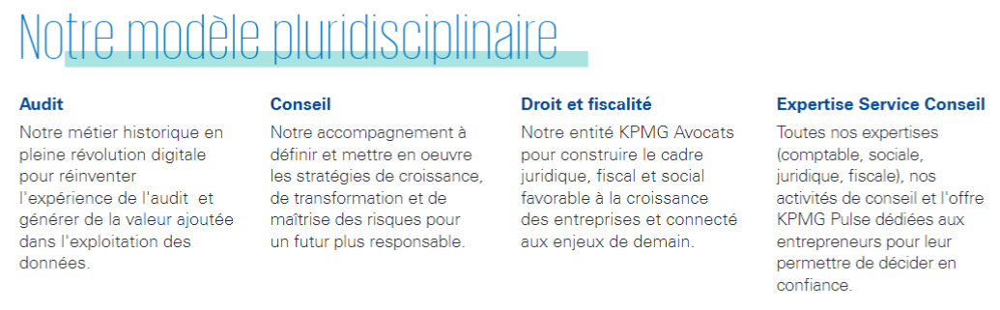 Notre modèle pluridisciplinaire
Audit
Notre métier historique en
pleine révolution digitale
pour réinventer
l'expérience de l'audit et
générer de la valeur ajoutée
dans l'exploitation des
données.
Conseil
Notre accompagnement à
définir et mettre en oeuvre
les stratégies de croissance,
de transformation et de
maîtrise des risques pour
un futur plus responsable.
Droit et fiscalité
Notre entité KPMG Avocats
pour construire le cadre
juridique, fiscal et social
favorable à la croissance
des entreprises et connecté
aux enjeux de demain.
Expertise Service Conseil
Toutes nos expertises
(comptable, sociale,
juridique, fiscale), nos
activités de conseil et l'offre
KPMG Pulse dédiées aux
entrepreneurs pour leur
permettre de décider en
confiance.